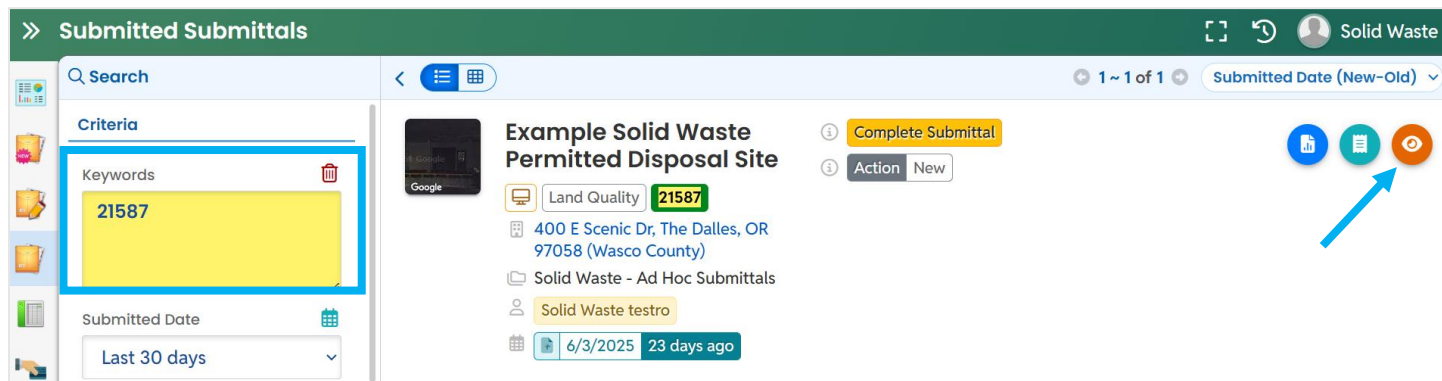 Submitted Submittals
Solid Waste
Search
1 ~ 1 of 1
Submitted Date (New-Old)
Criteria
Keywords
21587
Submitted Date
Last 30 days
NEW
Google
Example Solid Waste
Permitted Disposal Site
Land Quality 21587
400 E Scenic Dr, The Dalles, OR
97058 (Wasco County)
Solid Waste - Ad Hoc Submittals
Solid Waste testro
6/3/2025 23 days ago
Complete Submittal
Action New